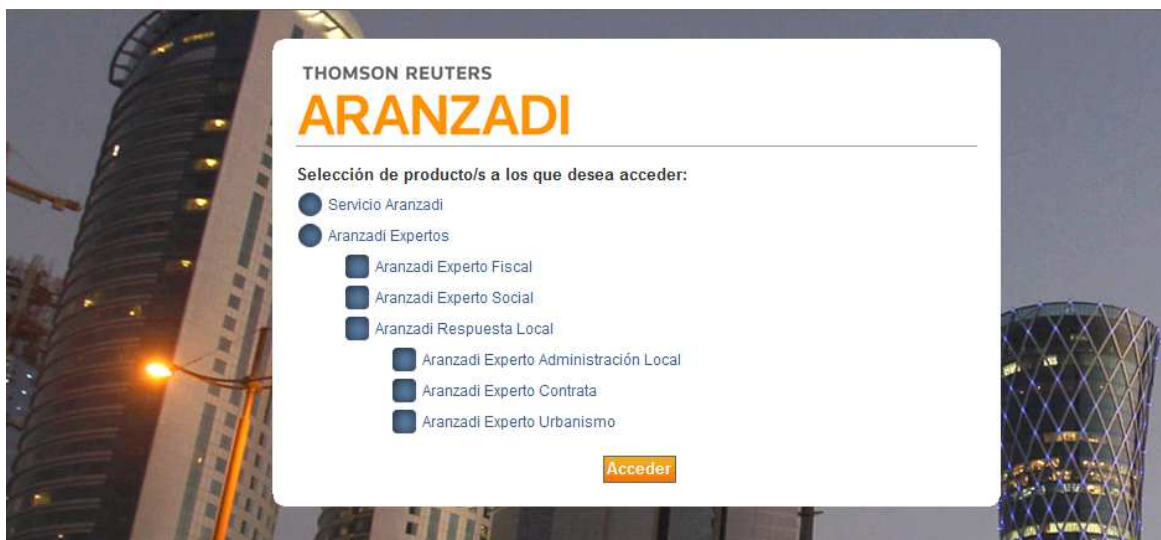 THOMSON REUTERS
ARANZADI
Selección de producto/s a los que desea acceder:
Servicio Aranzadi
Aranzadi Expertos
Aranzadi Experto Fiscal
Aranzadi Experto Social
Aranzadi Respuesta Local
Aranzadi Experto Administración Local
Aranzadi Experto Contrata
Aranzadi Experto Urbanismo
Acceder